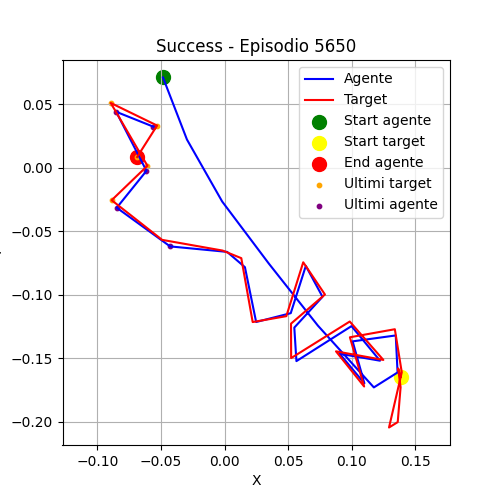 Success - Episodio 5650
Agente
Target
Start agente
Start target
End agente
Ultimi target
Ultimi agente
0.05
0.00
−0.05
−0.10
−0.15
−0.20
−0.10
−0.05
0.00
0.05
0.10
0.15
X